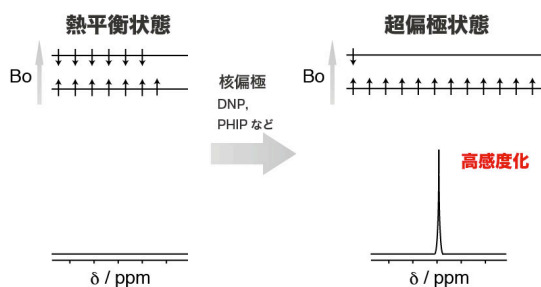 熱平衡状態
超偏極状態
Bo
核偏極
DNP,
PHIP など
Bo
高感度化
δ / ppm
δ / ppm